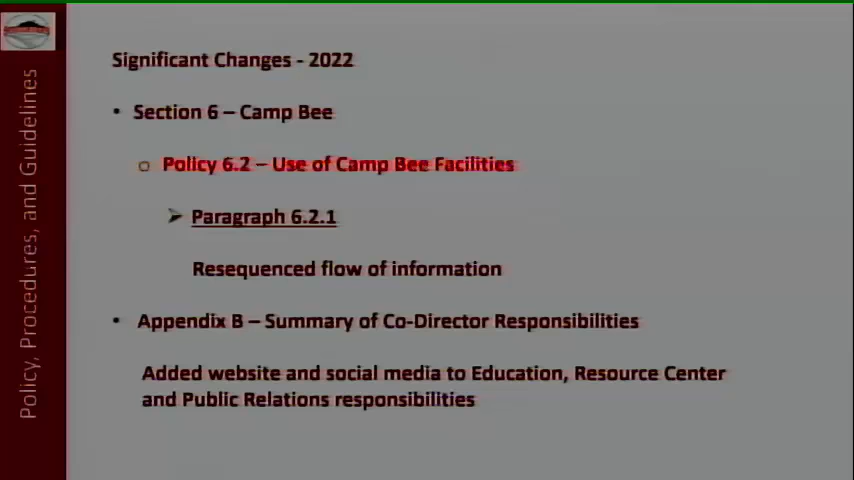 Policy, Procedures, and Guidelines
Significant Changes - 2022
• Section 6 – Camp Bee
o Policy 6.2 – Use of Camp Bee Facilities
➤ Paragraph 6.2.1
Resequenced flow of information
• Appendix B – Summary of Co-Director Responsibilities
Added website and social media to Education, Resource Center
and Public Relations responsibilities